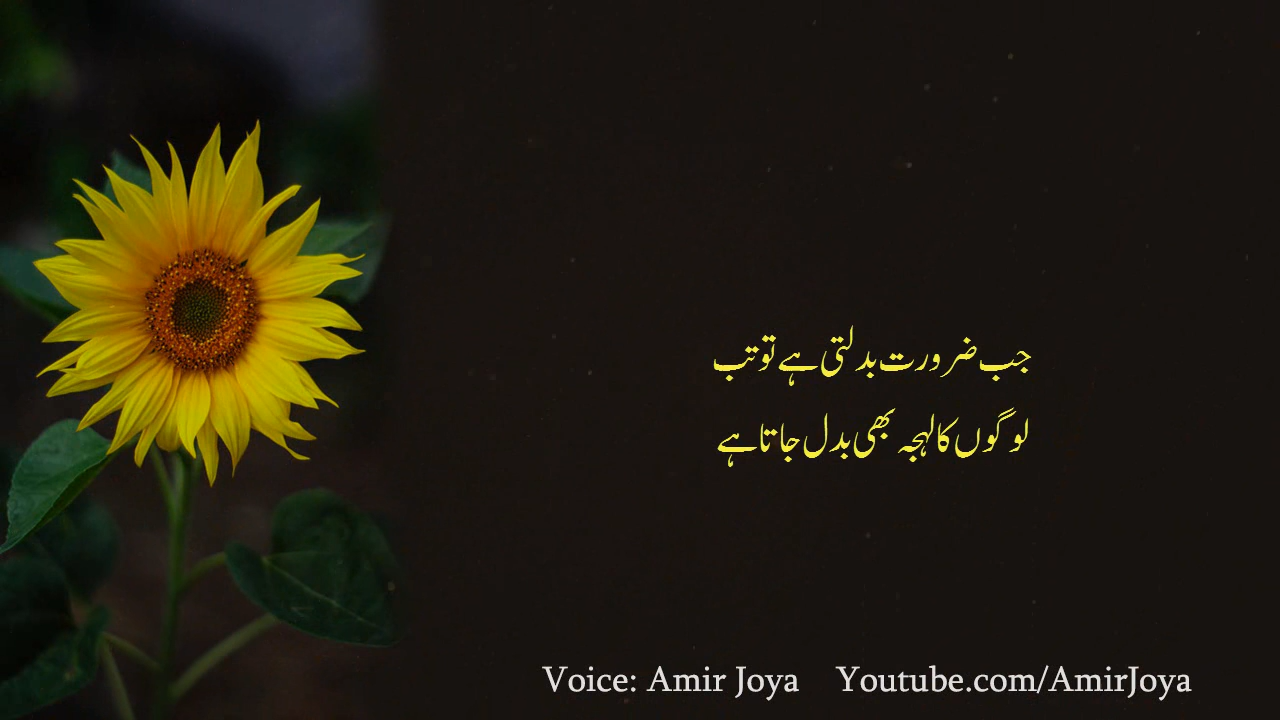 جب ضرورت بدلتی ہے تو تب
لوگوں کا لہجہ بھی بدل جاتا ہے
Voice: Amir Joya Youtube.com/AmirJoya